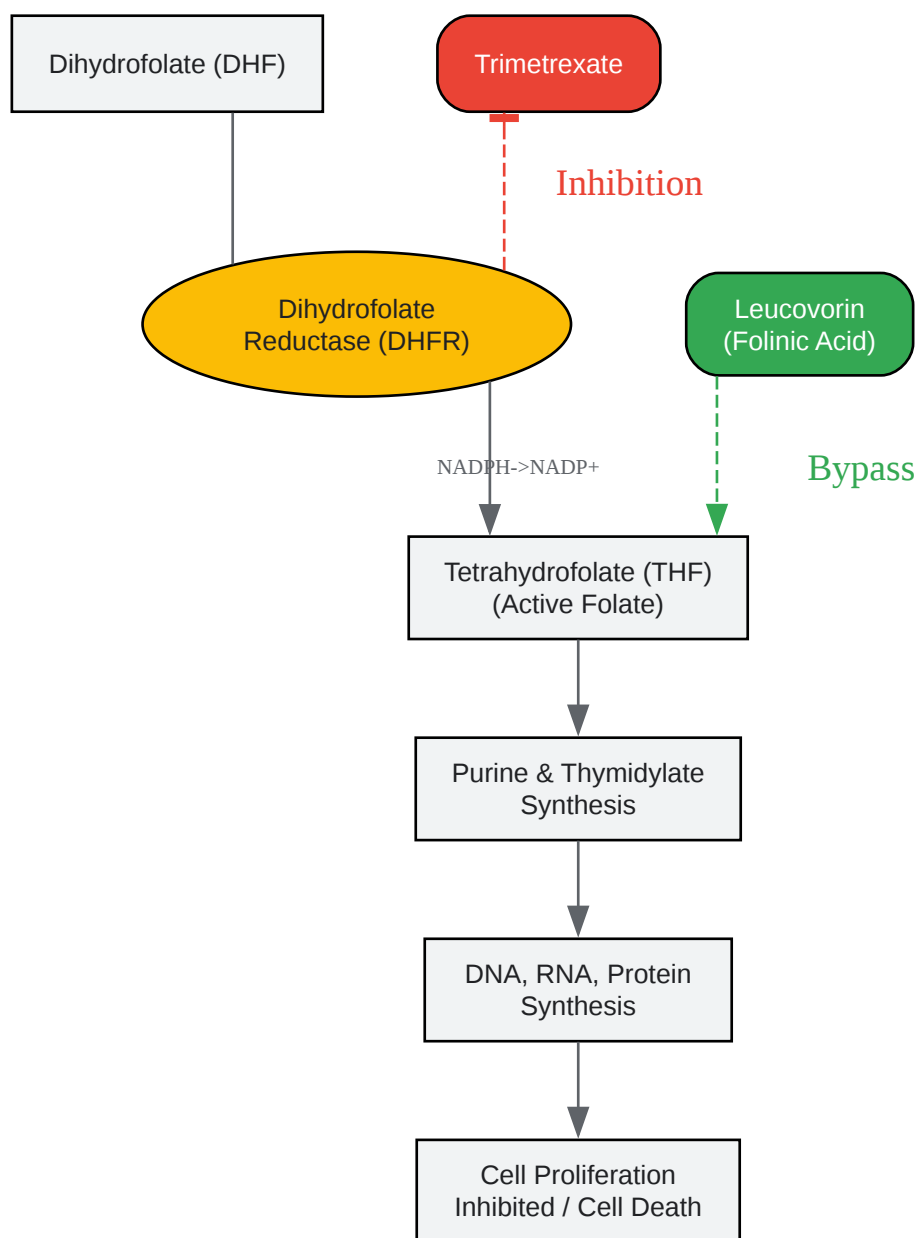 Dihydrofolate (DHF)
Trimetrexate
Inhibition
Dihydrofolate
Reductase (DHFR)
Leucovorin
(Folinic Acid)
NADPH->NADP+
Bypass
Tetrahydrofolate (THF)
(Active Folate)
Purine & Thymidylate
Synthesis
DNA, RNA, Protein
Synthesis
Cell Proliferation
Inhibited / Cell Death